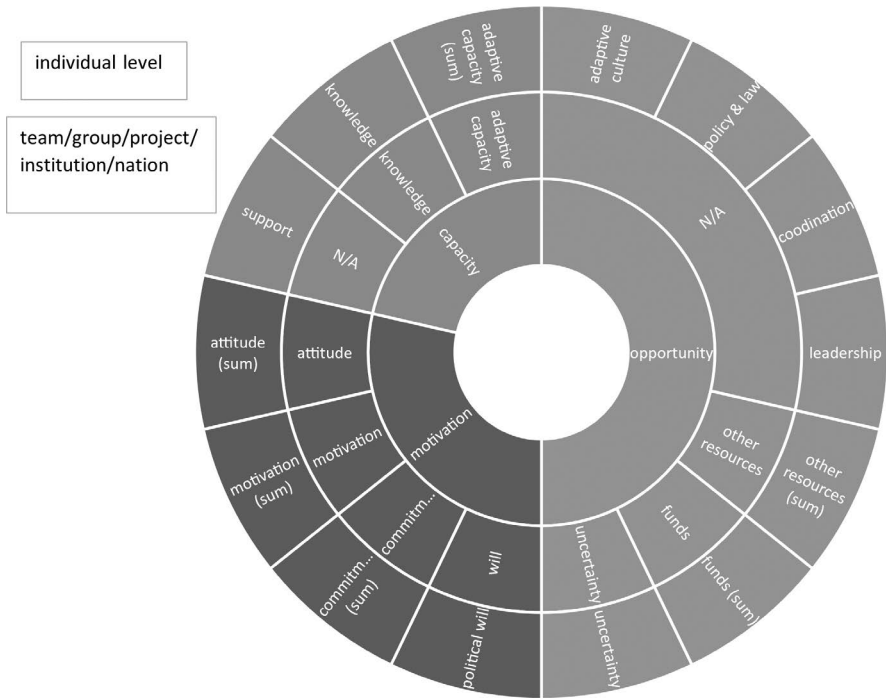 individual level
team/group/project/
institution/nation
adaptive
culture
policy & law
coodination
leadership
other
resources
(sum)
funds (sum)
uncertainty
political will
commitm...
(sum)
motivation
(sum)
attitude
(sum)
support
knowledge
adaptive
capacity
(sum)
N/A
other
resources
funds
uncertainty
will
commitm...
motivation
attitude
N/A
knowledge
adaptive
capacity
opportunity
motivation
capacity